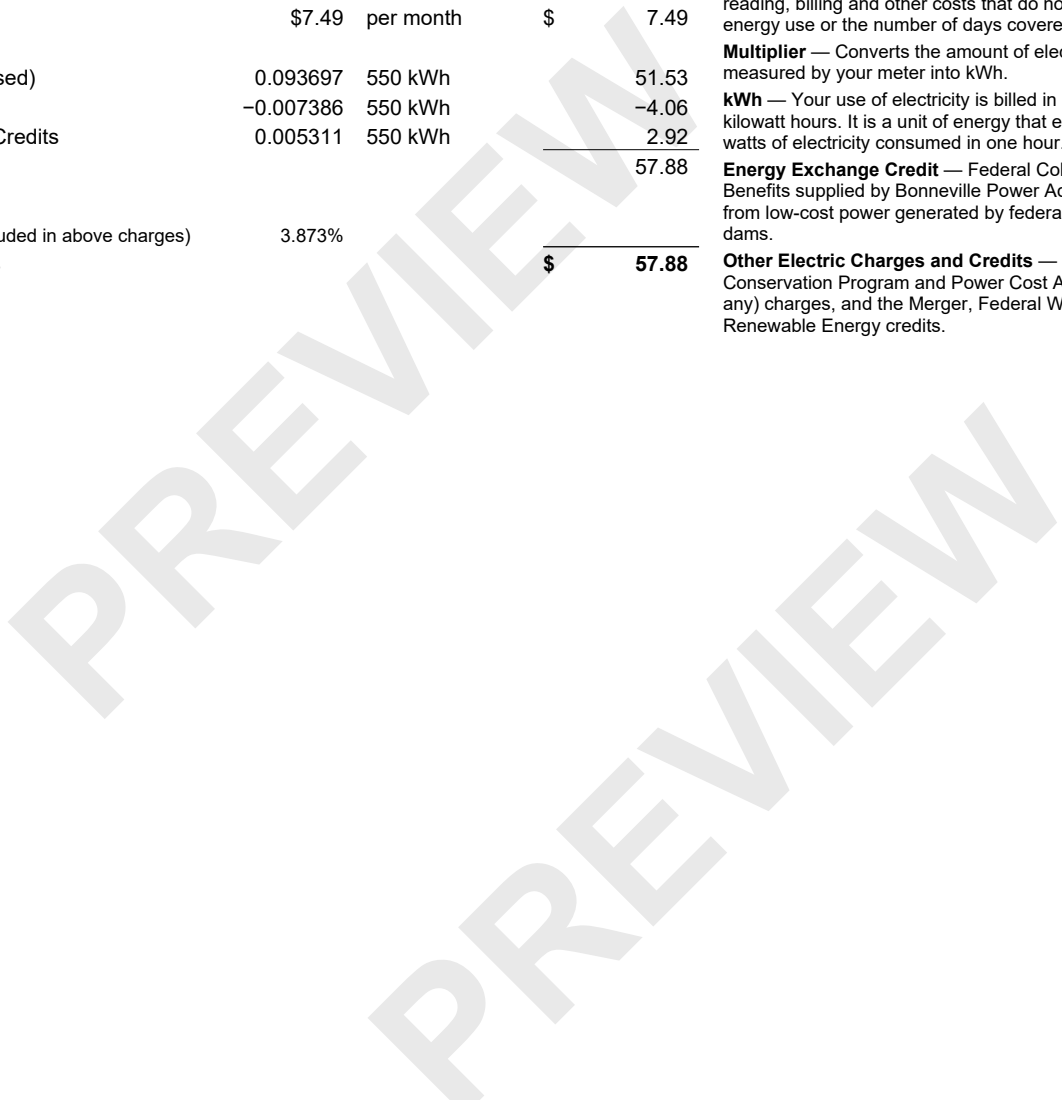 $7.49 per month $ 7.49
sed) 0.093697 550 kWh 51.53
−0.007386 550 kWh −4.06
Credits 0.005311 550 kWh 2.92
57.88
uded in above charges) 3.873%
$ 57.88
reading, billing and other costs that do no
energy use or the number of days covere
Multiplier — Converts the amount of elec
measured by your meter into kWh.
kWh — Your use of electricity is billed in
kilowatt hours. It is a unit of energy that e
watts of electricity consumed in one hour.
Energy Exchange Credit — Federal Col
Benefits supplied by Bonneville Power Ad
from low-cost power generated by federa
dams.
Other Electric Charges and Credits —
Conservation Program and Power Cost A
any) charges, and the Merger, Federal W
Renewable Energy credits.
PREVIEW
PREVIEW